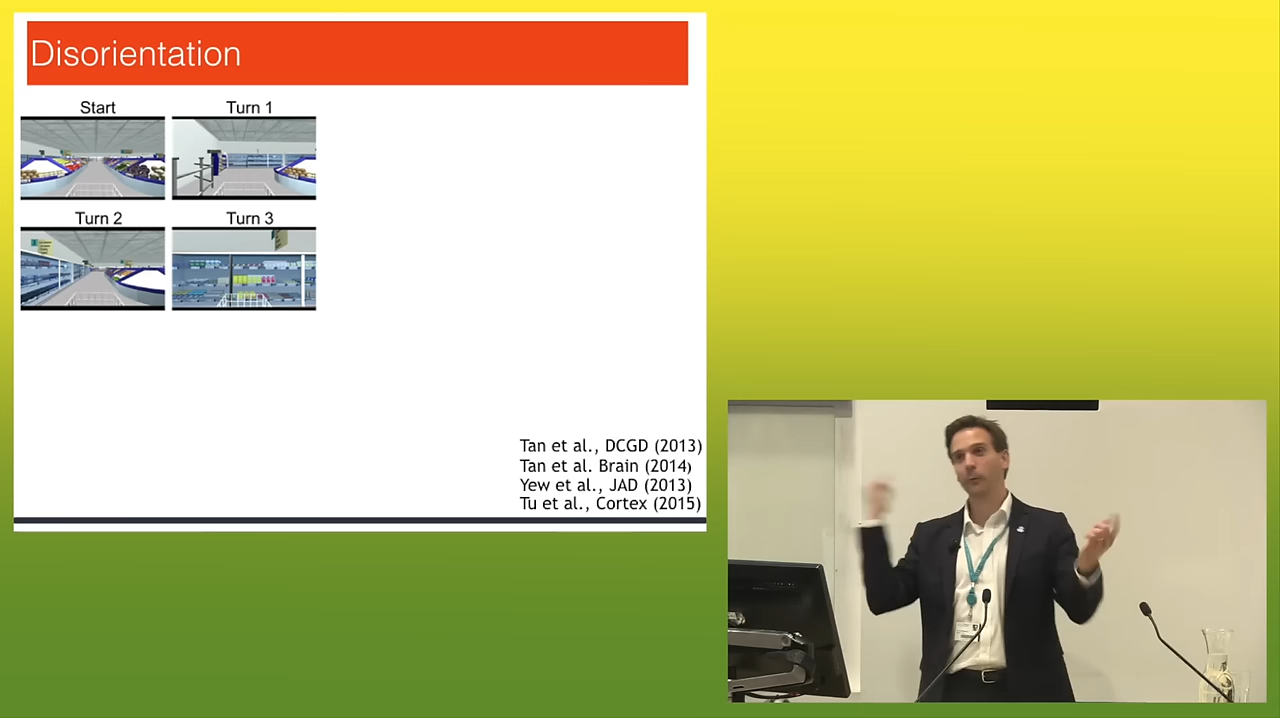 Disorientation
Start
Turn 1
Turn 2
Turn 3
Tan et al., DCGD (2013)
Tan et al. Brain (2014)
Yew et al., JAD (2013)
Tu et al., Cortex (2015)